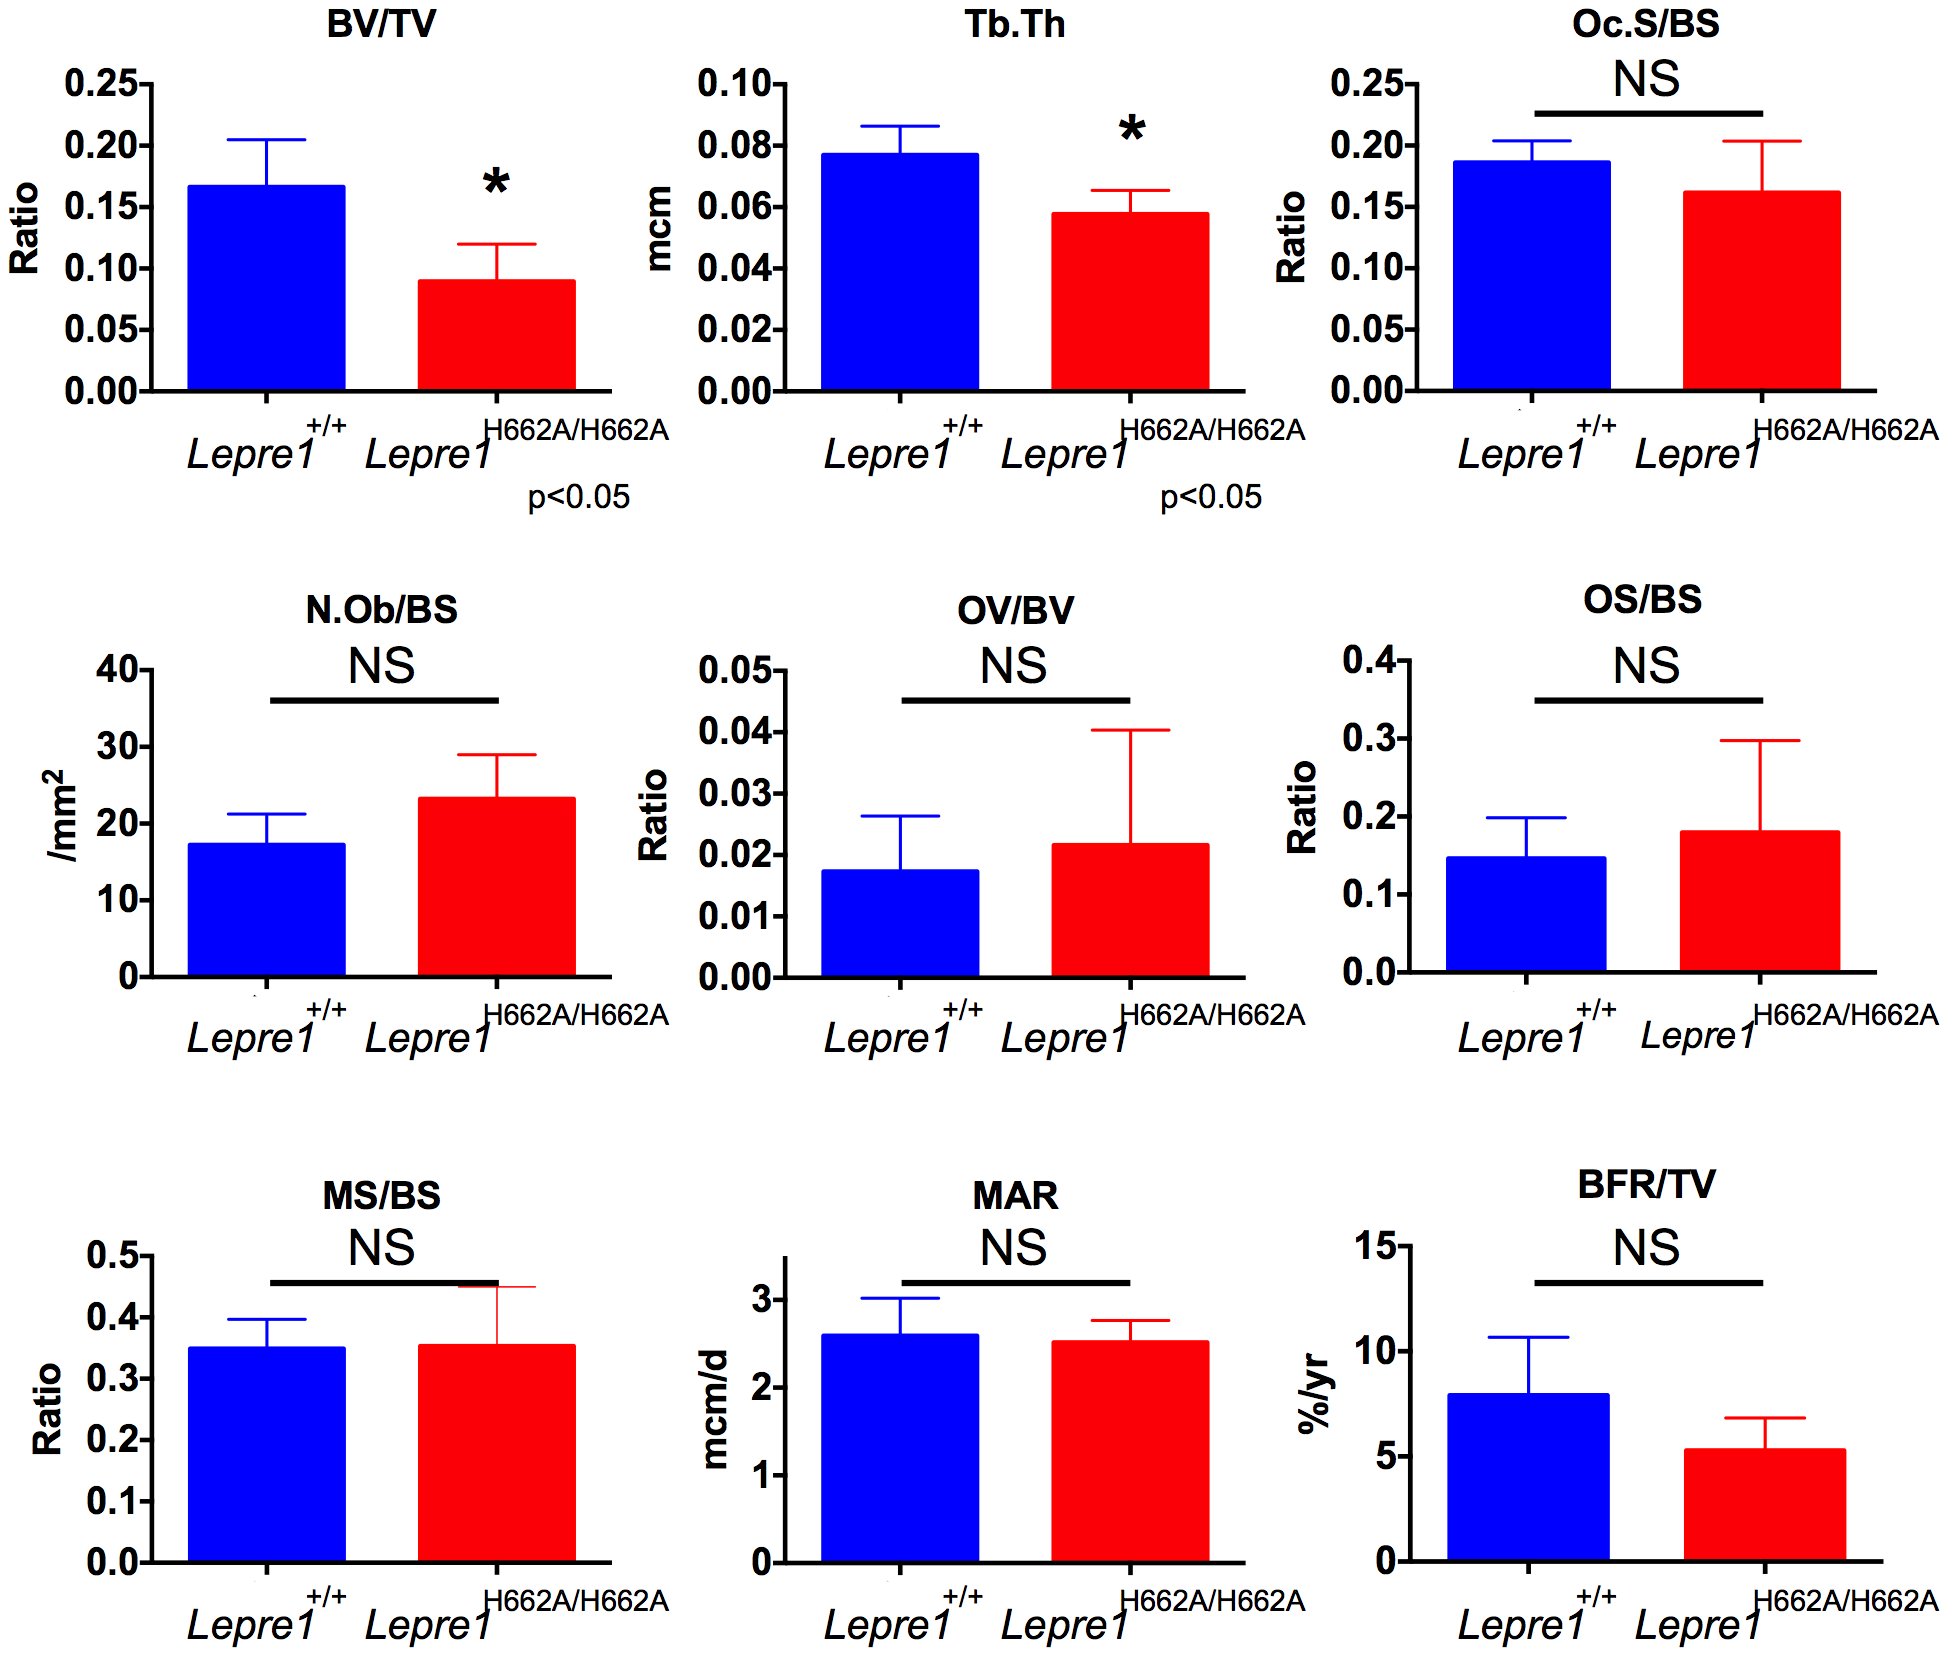 BV/TV
0.25
0.20
0.15
0.10
0.05
0.00
Ratio
*
Lepre1+/+ Lepre1H662A/H662A
p<0.05
Tb.Th
0.10
0.08
0.06
0.04
0.02
0.00
mcm
*
Lepre1+/+ Lepre1H662A/H662A
p<0.05
Oc.S/BS
NS
0.25
0.20
0.15
0.10
0.05
0.00
Ratio
Lepre1+/+ Lepre1H662A/H662A
N.Ob/BS
NS
40
30
20
10
0
/mm2
Lepre1+/+ Lepre1H662A/H662A
OV/BV
NS
0.05
0.04
0.03
0.02
0.01
0.00
Ratio
Lepre1+/+ Lepre1H662A/H662A
OS/BS
NS
0.4
0.3
0.2
0.1
0.0
Ratio
Lepre1+/+ Lepre1H662A/H662A
MS/BS
NS
0.5
0.4
0.3
0.2
0.1
0.0
Ratio
Lepre1+/+ Lepre1H662A/H662A
MAR
NS
3
2
1
0
mcm/d
Lepre1+/+ Lepre1H662A/H662A
BFR/TV
NS
15
10
5
0
%/yr
Lepre1+/+ Lepre1H662A/H662A